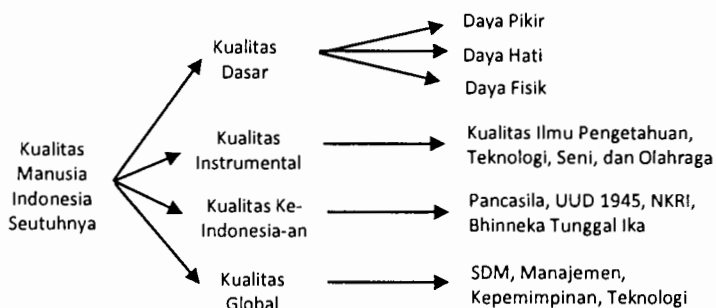 Kualitas
Manusia
Indonesia
Seutuhnya
Kualitas
Dasar
Daya Pikir
Daya Hati
Daya Fisik
Kualitas
Instrumental
Kualitas Ilmu Pengetahuan,
Teknologi, Seni, dan Olahraga
Kualitas Ke-
Indonesia-an
Pancasila, UUD 1945, NKRI,
Bhinneka Tunggal Ika
Kualitas
Global
SDM, Manajemen,
Kepemimpinan, Teknologi